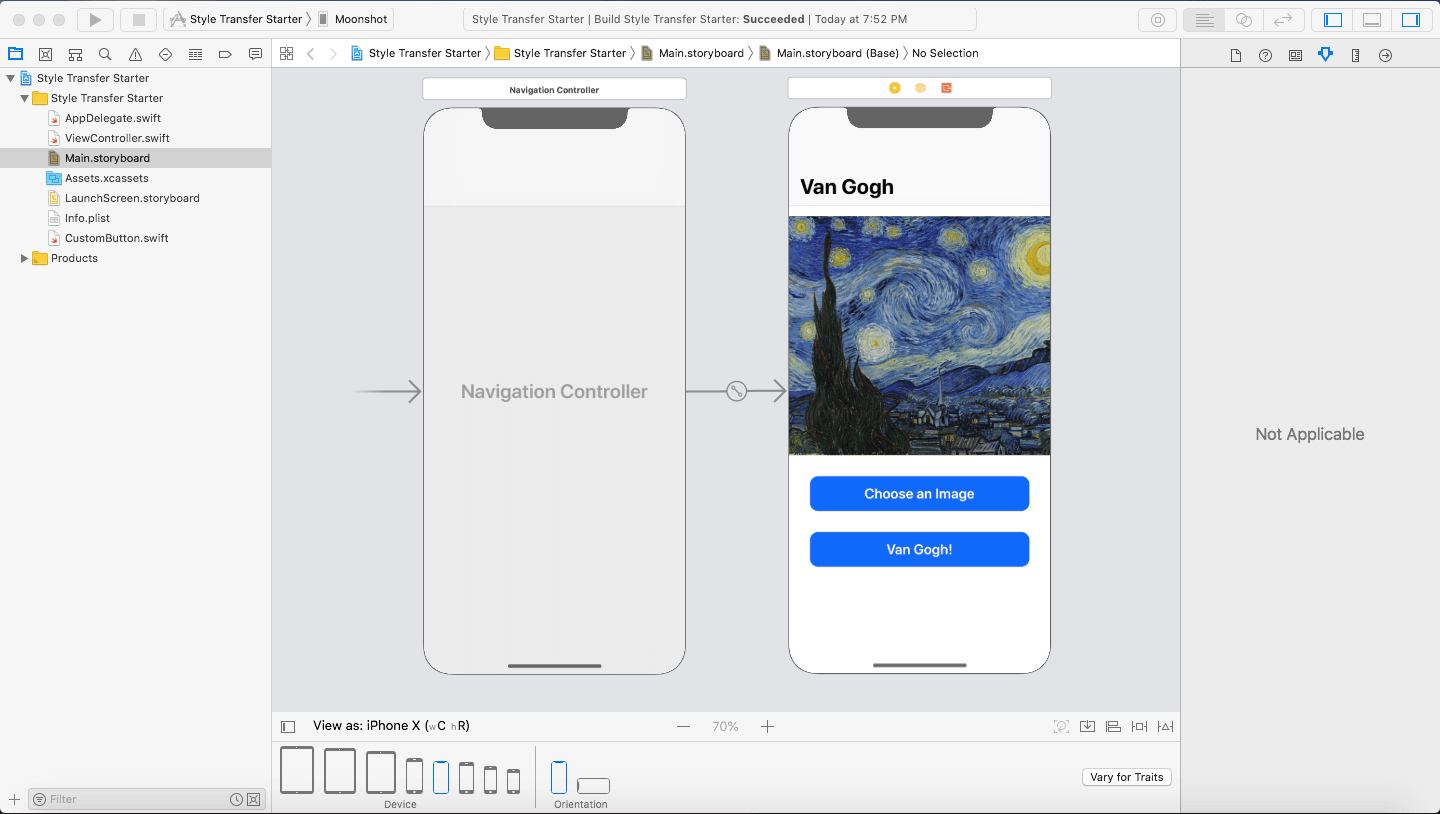 Style Transfer Starter 〉 Moonshot
Style Transfer Starter | Build Style Transfer Starter: Succeeded | Today at 7:52 PM
Style Transfer Starter 〉 Style Transfer Starter 〉 Main.storyboard 〉 Main.storyboard (Base) 〉 No Selection
Style Transfer Starter
Style Transfer Starter
AppDelegate.swift
ViewController.swift
Main.storyboard
Assets.xcassets
LaunchScreen.storyboard
Info.plist
CustomButton.swift
Products
Navigation Controller
Navigation Controller
Van Gogh
Choose an Image
Van Gogh!
Not Applicable
View as: iPhone X (wC hR)
70%
Vary for Traits
Device
Orientation
Filter